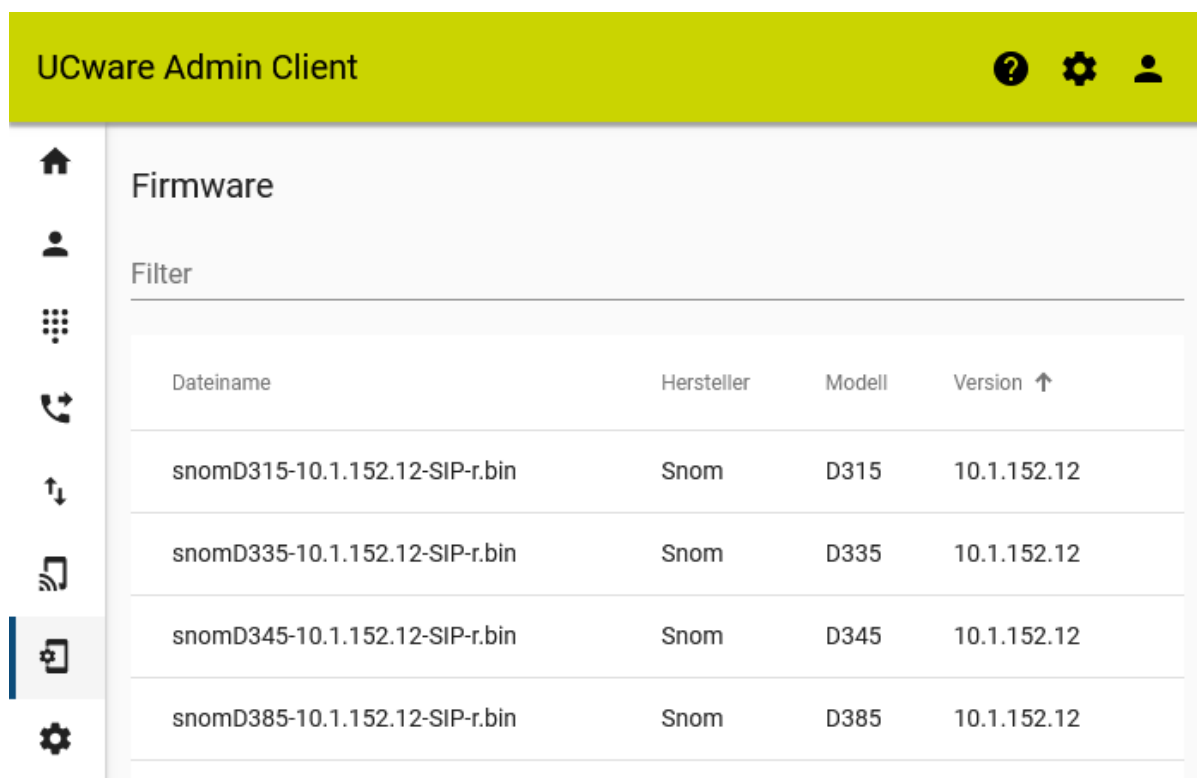 UCware Admin Client
Firmware
Filter
Dateiname Hersteller Modell Version
snomD315-10.1.152.12-SIP-r.bin Snom D315 10.1.152.12
snomD335-10.1.152.12-SIP-r.bin Snom D335 10.1.152.12
snomD345-10.1.152.12-SIP-r.bin Snom D345 10.1.152.12
snomD385-10.1.152.12-SIP-r.bin Snom D385 10.1.152.12